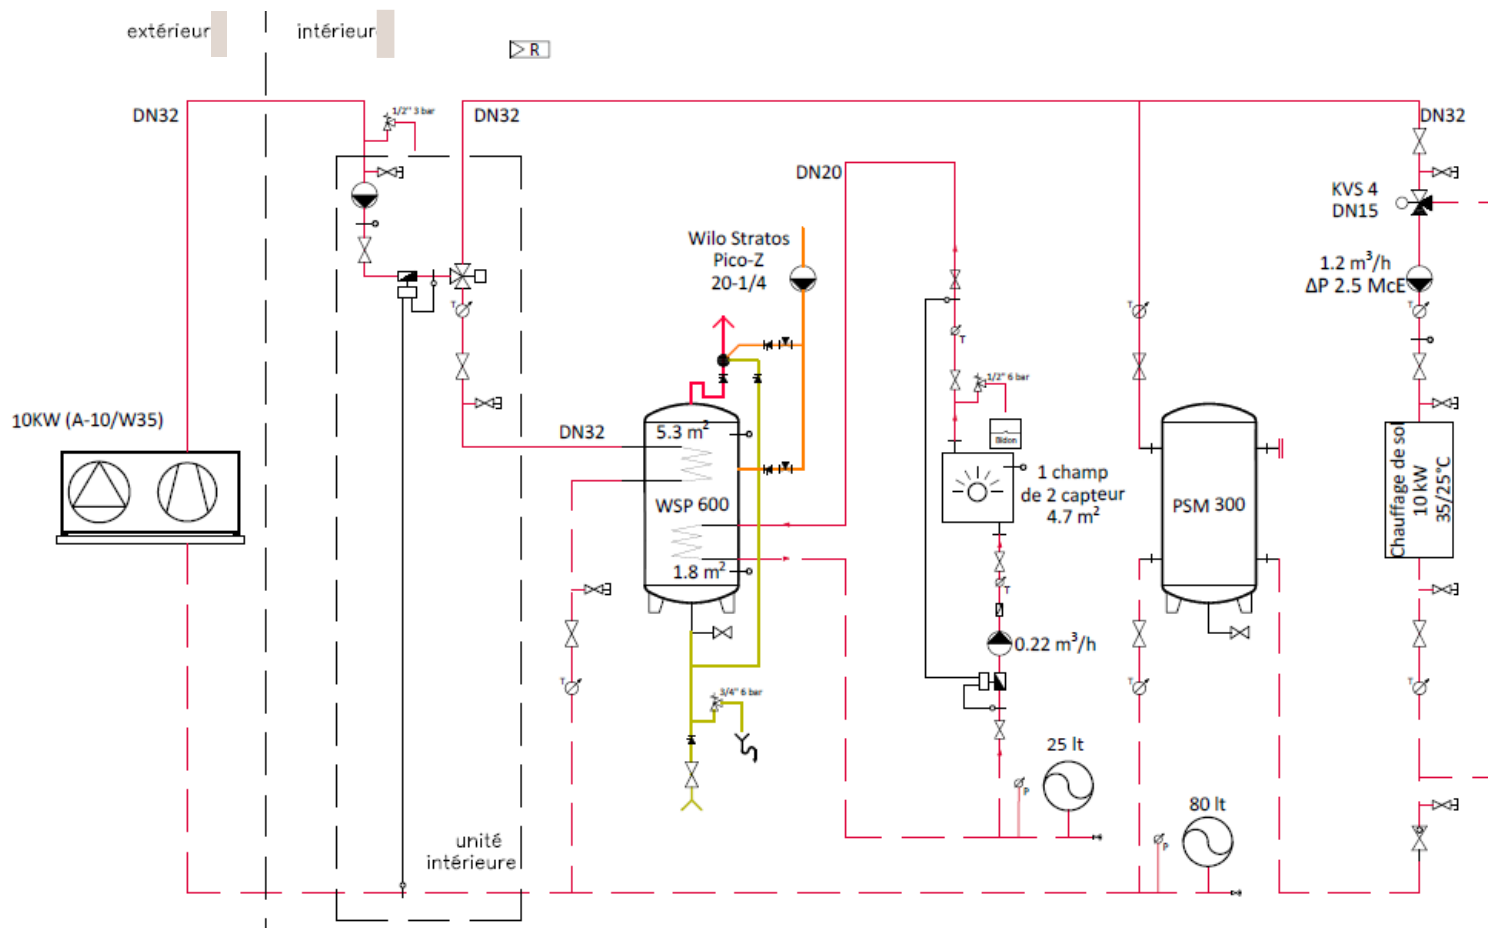 extérieur
intérieur
R
DN32
1/2" 3 bar
DN32
DN32
DN20
KVS 4
DN15
Wilo Stratos
Pico-Z
20-1/4
1.2 m³/h
ΔP 2.5 McE
T
T
T
T
1/2" 6 bar
Bidon
10KW (A-10/W35)
DN32
5.3 m²
WSP 600
1.8 m²
1 champ
de 2 capteur
4.7 m²
PSM 300
Chauffage de sol
10 kW
35/25°C
T
0.22 m³/h
T
T
T
3/4" 6 bar
25 lt
P
80 lt
P
unité
intérieure